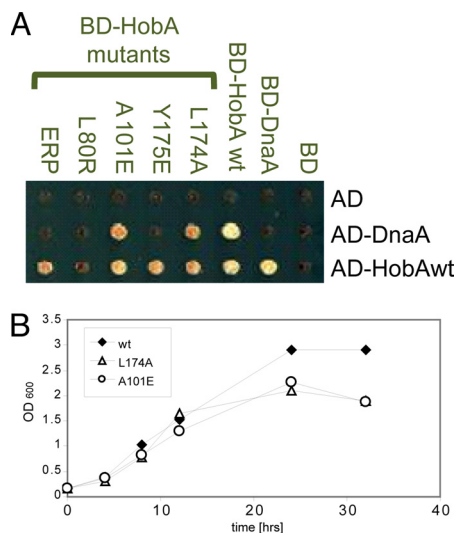 A
BD-HobA
mutants
ERP
L80R
A101E
Y175E
L174A
BD-HobA wt
BD-DnaA
BD
AD
AD-DnaA
AD-HobAwt
B
3.5
3
2.5
2
1.5
1
0.5
0
OD 600
wt
L174A
A101E
0 10 20 30 40
time [hrs]